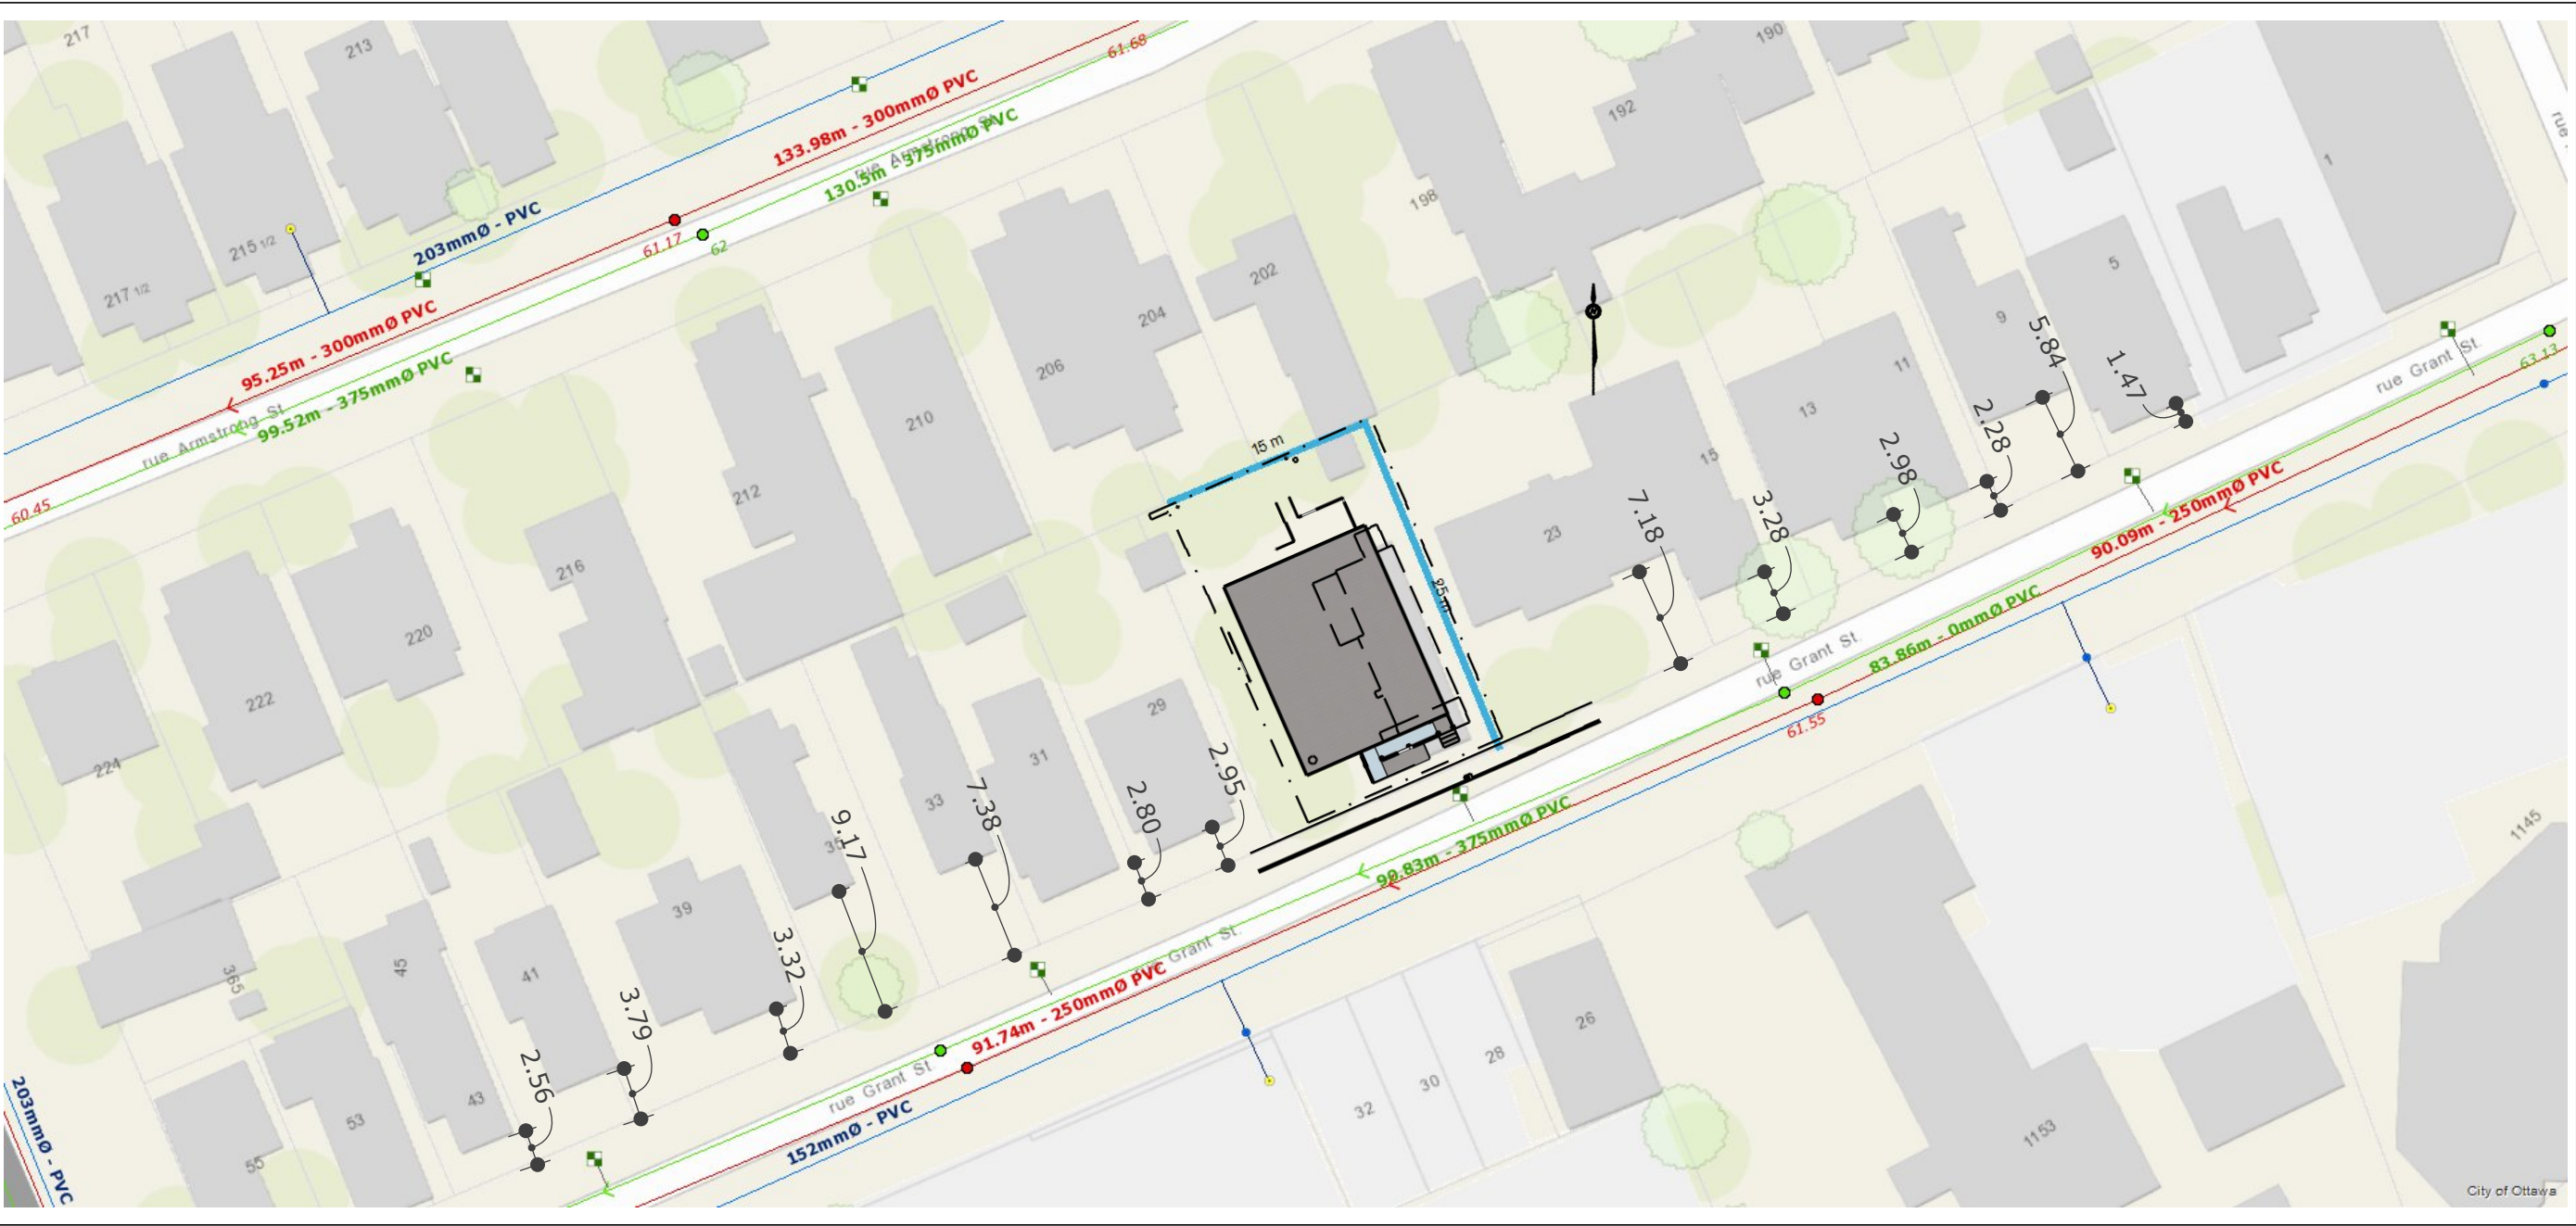 217
213
190
61.68
133.98m - 300mmØ PVC
rue Armstrong St.
130.5m - 375mmØ PVC
192
1
198
203mmØ - PVC
215 1/2
61.17
62
217 1/2
202
204
206
5
9
95.25m - 300mmØ PVC
99.52m - 375mmØ PVC
rue Armstrong St.
60.45
210
212
15 m
11
13
15
23
5.84
1.47
2.28
2.98
3.28
7.18
rue Grant St.
63.13
rue
90.09m - 250mmØ PVC
83.86m - 0mmØ PVC
rue Grant St.
61.55
25 m
216
220
222
224
29
31
33
35
2.95
2.80
7.38
9.17
3.32
3.79
2.56
90.83m - 375mmØ PVC
rue Grant St.
91.74m - 250mmØ PVC
rue Grant St.
152mmØ - PVC
39
41
45
43
365
53
55
203mmØ - PVC
26
28
30
32
1145
1153
City of Ottawa